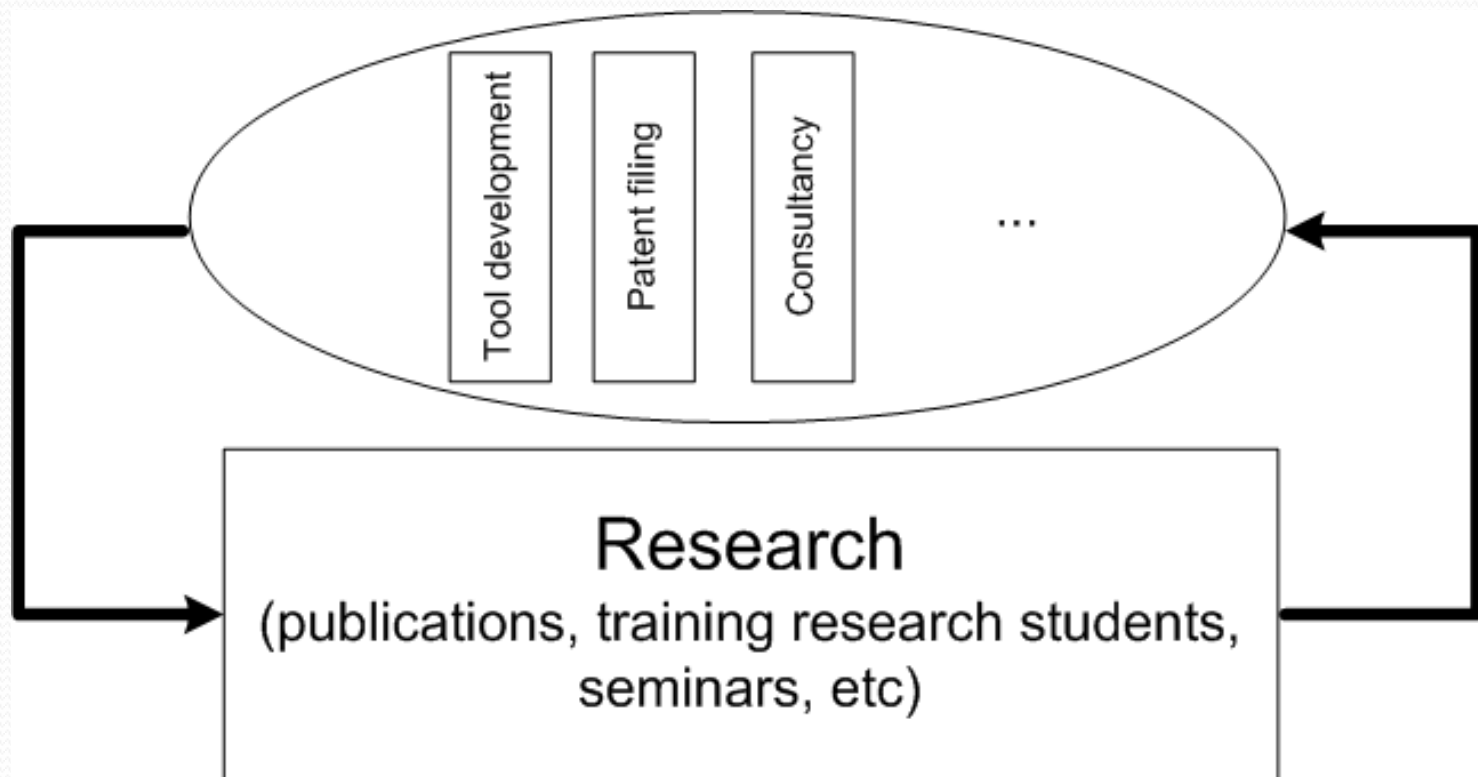 Tool development
Patent filing
Consultancy
...
Research
(publications, training research students,
seminars, etc)